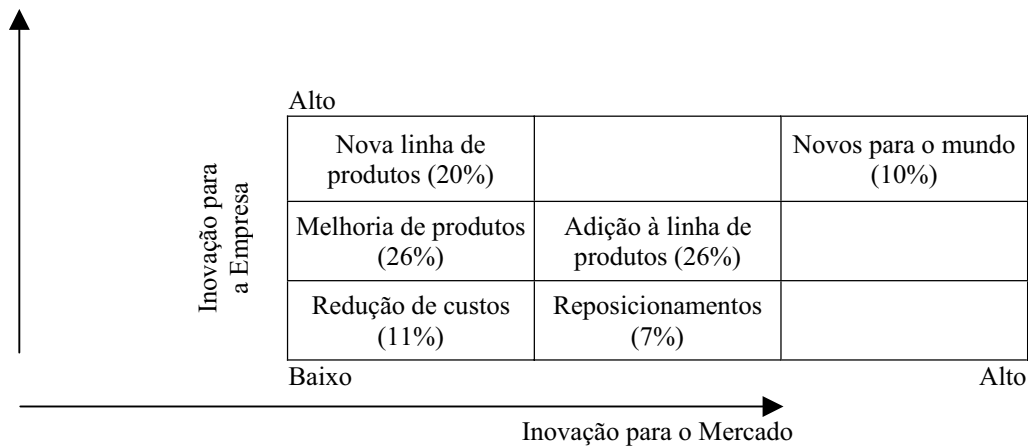 Alto
Nova linha de
produtos (20%)
Novos para o mundo
(10%)
Inovação para
a Empresa
Melhoria de produtos
(26%)
Adição à linha de
produtos (26%)
Redução de custos
(11%)
Reposicionamentos
(7%)
Baixo
Alto
Inovação para o Mercado